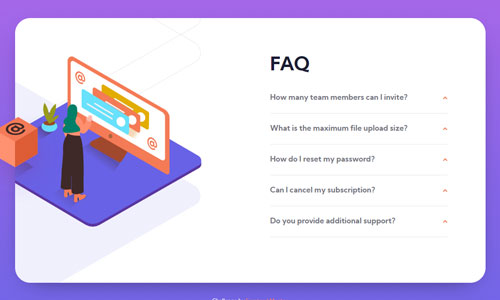 FAQ
How many team members can I invite?
What is the maximum file upload size?
How do I reset my password?
Can I cancel my subscription?
Do you provide additional support?